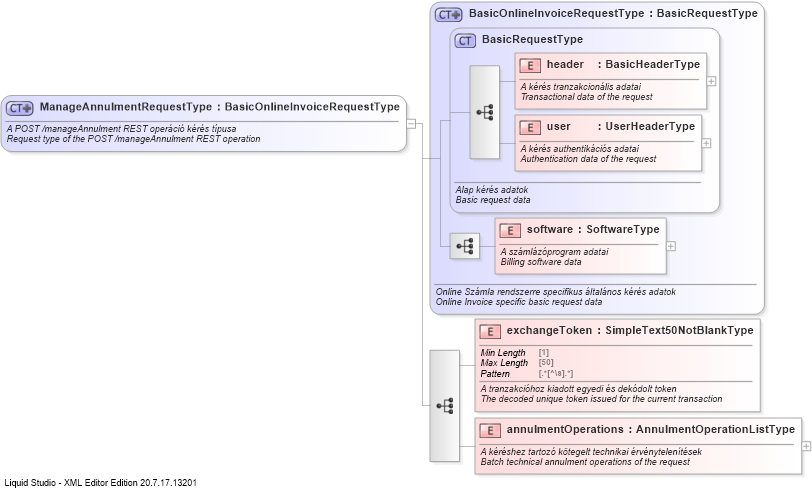 CT BasicOnlineInvoiceRequestType : BasicRequestType
CT BasicRequestType
E header : BasicHeaderType
A kérés tranzakcionális adatai
Transactional data of the request
CT ManageAnnulmentRequestType : BasicOnlineInvoiceRequestType
A POST /manageAnnulment REST operáció kérés típusa
Request type of the POST /manageAnnulment REST operation
E user : UserHeaderType
A kérés authentikációs adatai
Authentication data of the request
Alap kérés adatok
Basic request data
E software : SoftwareType
A számlázóprogram adatai
Billing software data
Online Számla rendszerre specifikus általános kérés adatok
Online Invoice specific basic request data
E exchangeToken : SimpleText50NotBlankType
Min Length [1]
Max Length [50]
Pattern [.*[^\s].*]
A tranzakcióhoz kiadott egyedi és dekódolt token
The decoded unique token issued for the current transaction
E annulmentOperations : AnnulmentOperationListType
A kéréshez tartozó kötegelt technikai érvénytelenítések
Batch technical annulment operations of the request
Liquid Studio - XML Editor Edition 20.7.17.13201